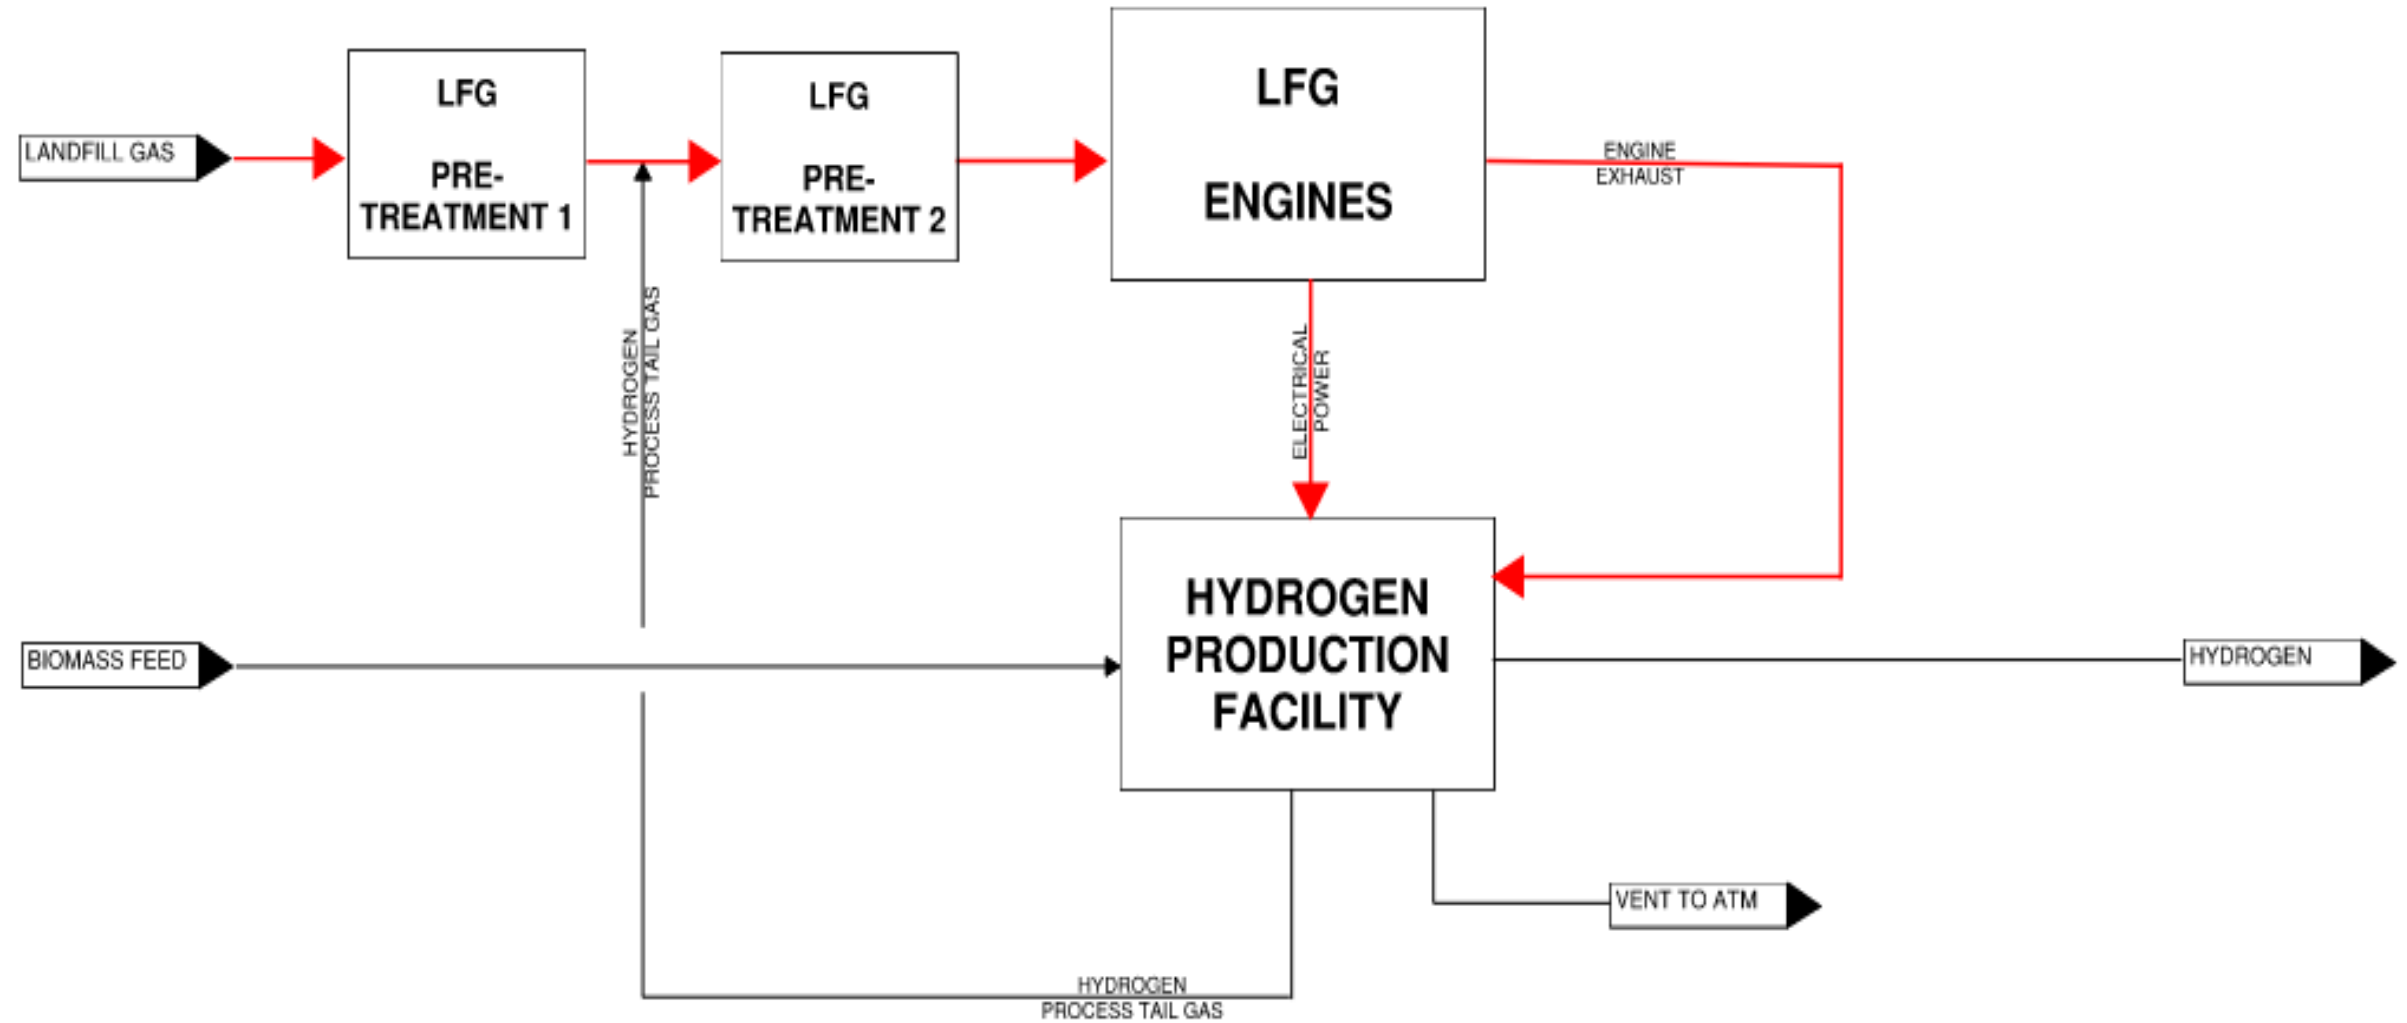 LFG
PRE-
TREATMENT 1
LFG
PRE-
TREATMENT 2
LFG
ENGINES
LANDFILL GAS
ENGINE
EXHAUST
HYDROGEN
PROCESS TAIL GAS
ELECTRICAL
POWER
BIOMASS FEED
HYDROGEN
PRODUCTION
FACILITY
HYDROGEN
VENT TO ATM
HYDROGEN
PROCESS TAIL GAS